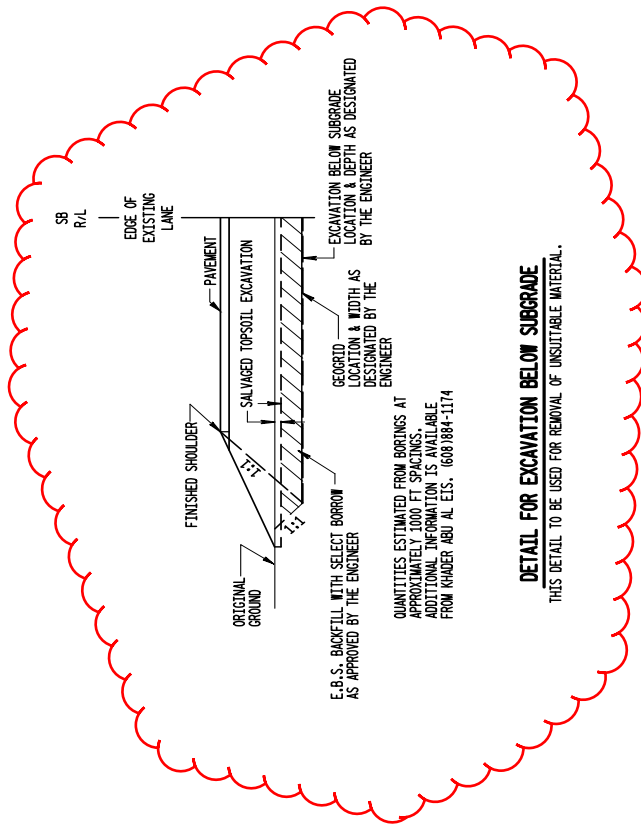 SB
R/L
EDGE OF
EXISTING
LANE
FINISHED SHOULDER
PAVEMENT
SALVAGED TOPSOIL EXCAVATION
1:1
1:1
ORIGINAL
GROUND
E.B.S. BACKFILL WITH SELECT BORROW
AS APPROVED BY THE ENGINEER
GEOGRID
LOCATION & WIDTH AS
DESIGNATED BY THE
ENGINEER
EXCAVATION BELOW SUBGRADE
LOCATION & DEPTH AS DESIGNATED
BY THE ENGINEER
QUANTITIES ESTIMATED FROM BORINGS AT
APPROXIMATELY 1000 FT SPACINGS.
ADDITIONAL INFORMATION IS AVAILABLE
FROM KHADER ABU AL EIS. (608)884-1174
DETAIL FOR EXCAVATION BELOW SUBGRADE
THIS DETAIL TO BE USED FOR REMOVAL OF UNSUITABLE MATERIAL.